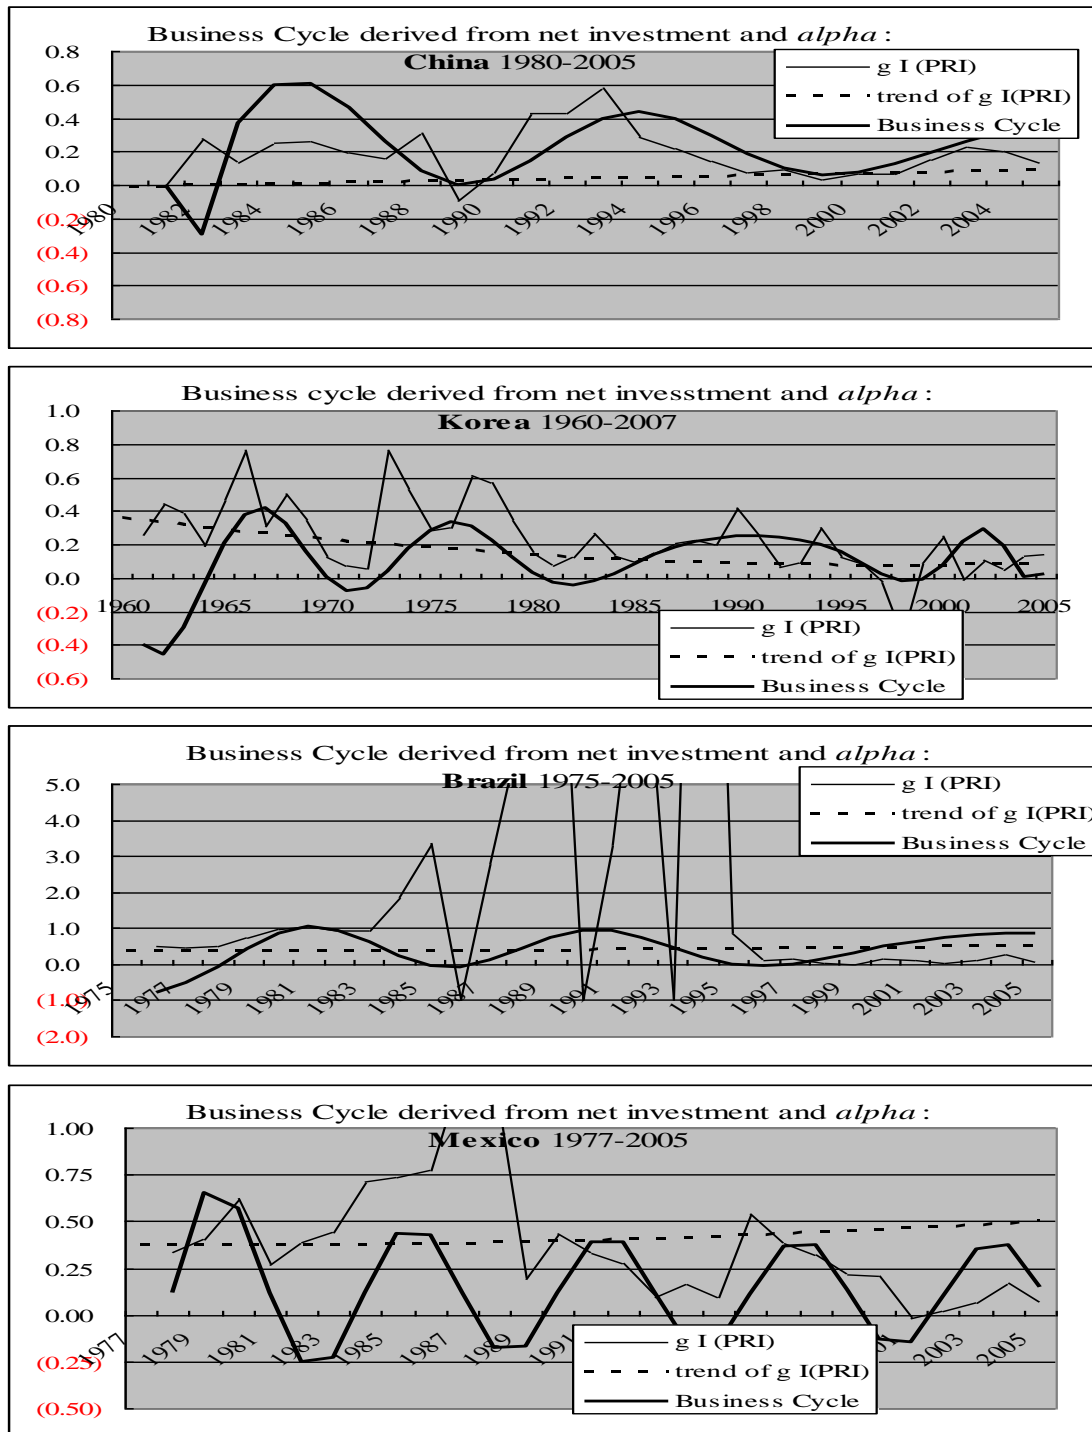 Business Cycle derived from net investment and alpha :
China 1980-2005
g I (PRI)
trend of g I(PRI)
Business Cycle
0.8
0.6
0.4
0.2
0.0
(0.2)
(0.4)
(0.6)
(0.8)
1980 1982 1984 1986 1988 1990 1992 1994 1996 1998 2000 2002 2004
Business cycle derived from net invesstment and alpha :
Korea 1960-2007
1.0
0.8
0.6
0.4
0.2
0.0
(0.2)
(0.4)
(0.6)
1960 1965 1970 1975 1980 1985 1990 1995 2000 2005
g I (PRI)
trend of g I(PRI)
Business Cycle
Business Cycle derived from net investment and alpha :
Brazil 1975-2005
g I (PRI)
trend of g I(PRI)
Business Cycle
5.0
4.0
3.0
2.0
1.0
0.0
(1.0)
(2.0)
1975 1977 1979 1981 1983 1985 1987 1989 1991 1993 1995 1997 1999 2001 2003 2005
Business Cycle derived from net investment and alpha :
Mexico 1977-2005
1.00
0.75
0.50
0.25
0.00
(0.25)
(0.50)
1977 1979 1981 1983 1985 1987 1989 1991 2003 2005
g I (PRI)
trend of g I(PRI)
Business Cycle